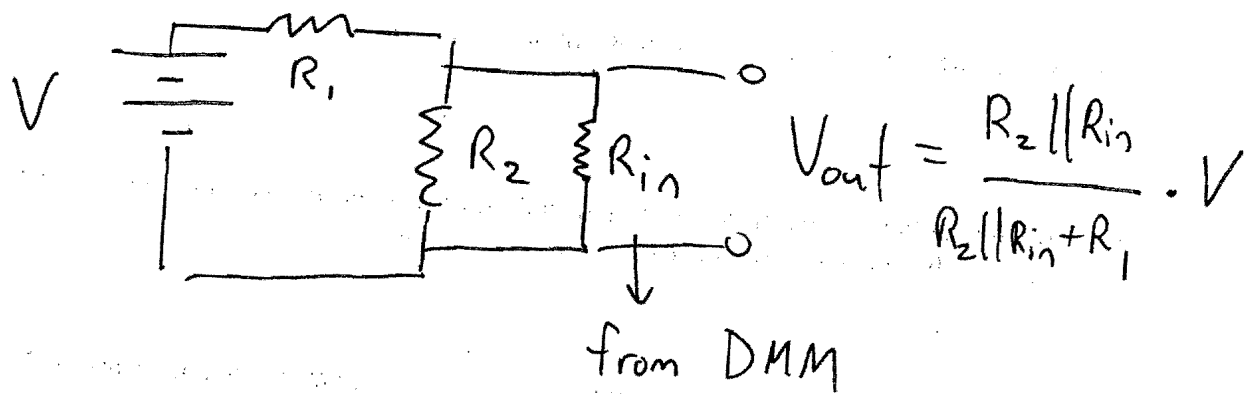 V
R₁
R₂
Rin
Vout = R₂||Rin / R₂||Rin + R₁ · V
from DMM